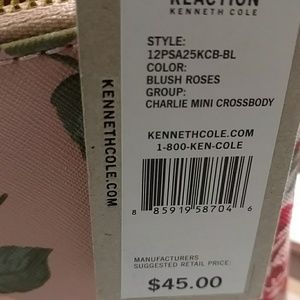 REACTION
KENNETH COLE
STYLE:
12PSA25KCB-BL
COLOR:
BLUSH ROSES
GROUP:
CHARLIE MINI CROSSBODY
KENNETHCOLE.COM
1-800-KEN-COLE
8 85919 58704 6
MANUFACTURERS
SUGGESTED RETAIL PRICE:
$45.00
KENNETHCOLE.COM